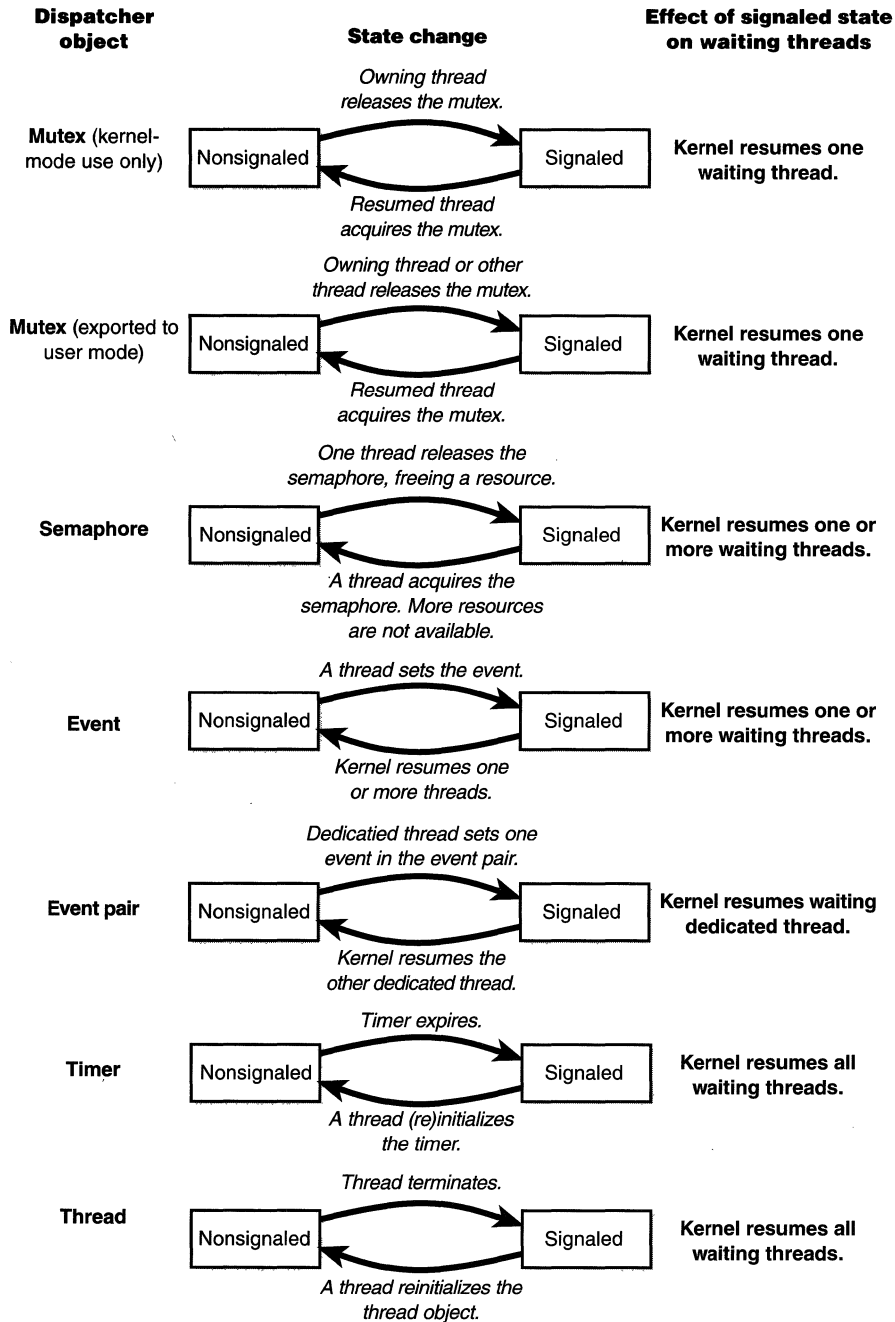 Dispatcher
object
State change
Effect of signaled state
on waiting threads
Owning thread
releases the mutex.
Mutex (kernel-
mode use only)
Nonsignaled
Signaled
Kernel resumes one
waiting thread.
Resumed thread
acquires the mutex.
Owning thread or other
thread releases the mutex.
Mutex (exported to
user mode)
Nonsignaled
Signaled
Kernel resumes one
waiting thread.
Resumed thread
acquires the mutex.
One thread releases the
semaphore, freeing a resource.
Semaphore
Nonsignaled
Signaled
Kernel resumes one or
more waiting threads.
A thread acquires the
semaphore. More resources
are not available.
A thread sets the event.
Event
Nonsignaled
Signaled
Kernel resumes one or
more waiting threads.
Kernel resumes one
or more threads.
Dedicatied thread sets one
event in the event pair.
Event pair
Nonsignaled
Signaled
Kernel resumes waiting
dedicated thread.
Kernel resumes the
other dedicated thread.
Timer expires.
Timer
Nonsignaled
Signaled
Kernel resumes all
waiting threads.
A thread (re)initializes
the timer.
Thread terminates.
Thread
Nonsignaled
Signaled
Kernel resumes all
waiting threads.
A thread reinitializes the
thread object.